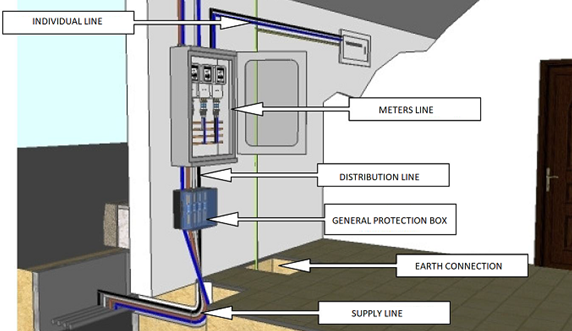 INDIVIDUAL LINE
METERS LINE
DISTRIBUTION LINE
GENERAL PROTECTION BOX
EARTH CONNECTION
SUPPLY LINE